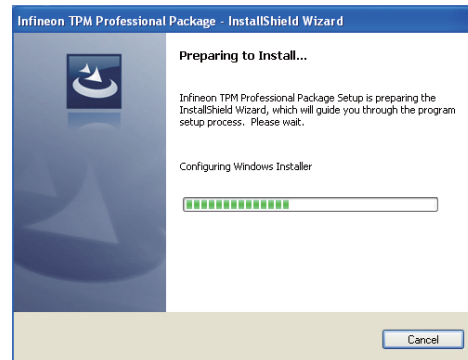 Infineon TPM Professional Package - InstallShield Wizard
Preparing to Install...
Infineon TPM Professional Package Setup is preparing the
InstallShield Wizard, which will guide you through the program
setup process.  Please wait.
Configuring Windows Installer
Cancel